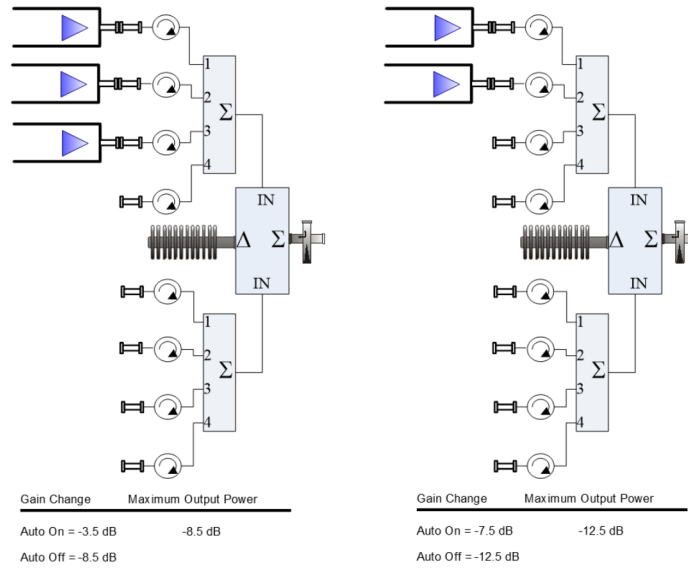 1
2
3
4
Σ
IN
Δ
Σ
IN
1
2
3
4
Σ
Gain Change Maximum Output Power
Auto On = -3.5 dB -8.5 dB
Auto Off = -8.5 dB
1
2
3
4
Σ
IN
Δ
Σ
IN
1
2
3
4
Σ
Gain Change Maximum Output Power
Auto On = -7.5 dB -12.5 dB
Auto Off = -12.5 dB